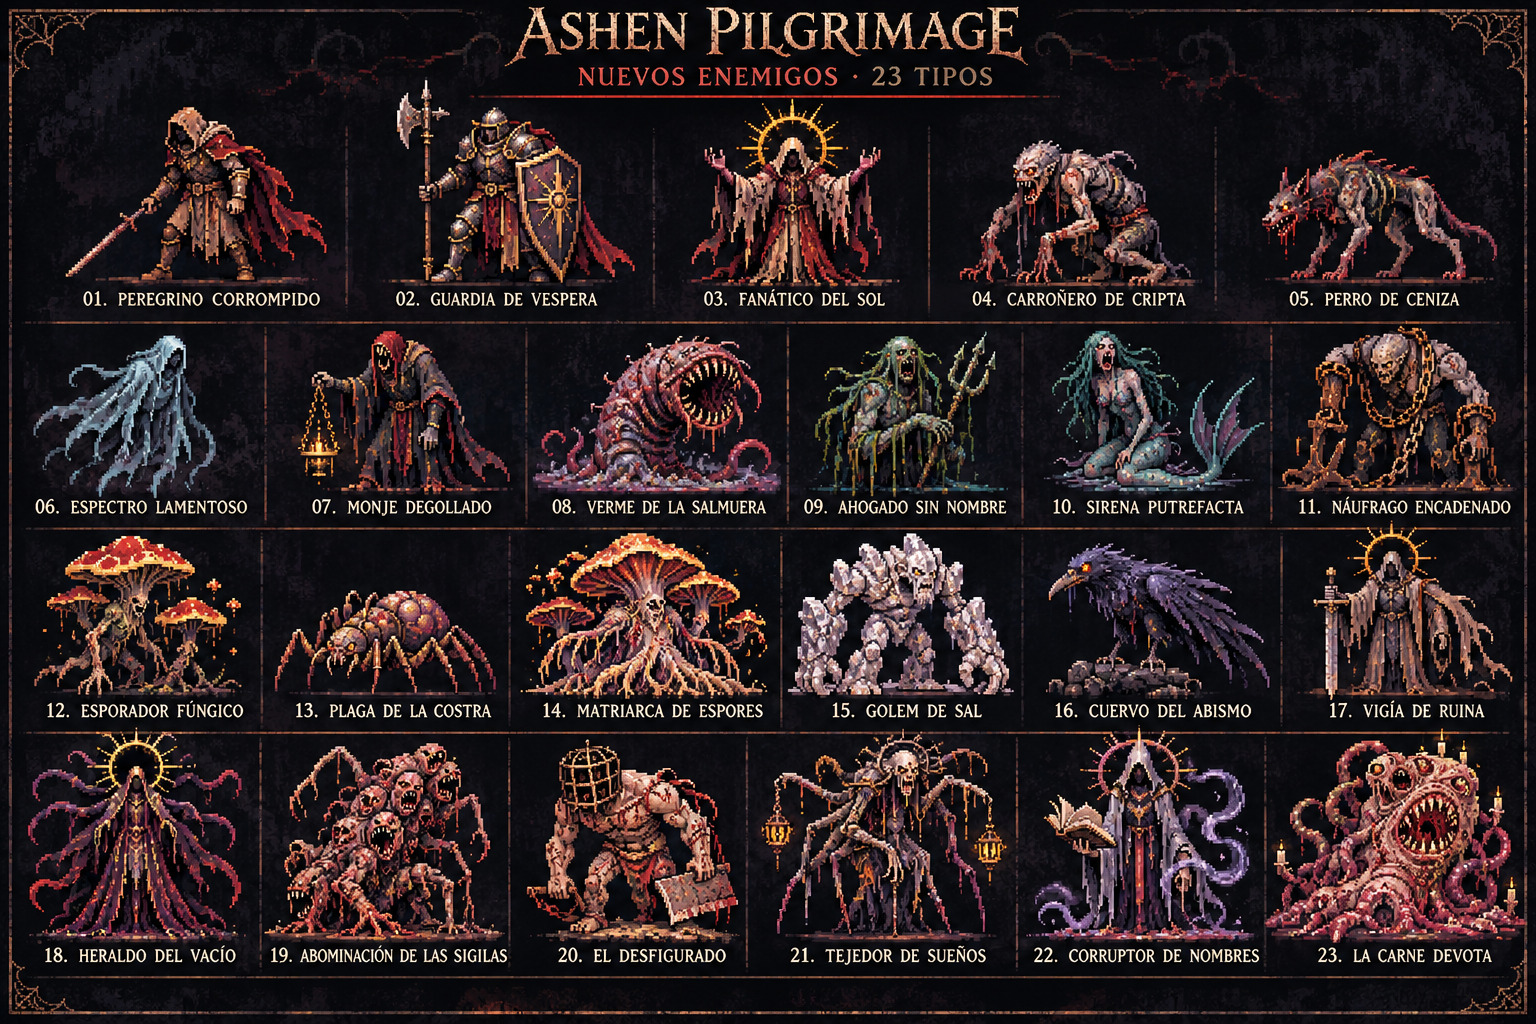 ASHEN PILGRIMAGE
NUEVOS ENEMIGOS · 23 TIPOS
01. PEREGRINO CORROMPIDO
02. GUARDIA DE VESPERA
03. FANÁTICO DEL SOL
04. CARROÑERO DE CRIPTA
05. PERRO DE CENIZA
06. ESPECTRO LAMENTOSO
07. MONJE DEGOLLADO
08. VERME DE LA SALMUERA
09. AHOGADO SIN NOMBRE
10. SIRENA PUTREFACTA
11. NÁUFRAGO ENCADENADO
12. ESPORADOR FÚNGICO
13. PLAGA DE LA COSTRA
14. MATRIARCA DE ESPORES
15. GOLEM DE SAL
16. CUERVO DEL ABISMO
17. VIGÍA DE RUINA
18. HERALDO DEL VACÍO
19. ABOMINACIÓN DE LAS SIGILAS
20. EL DESFIGURADO
21. TEJEDOR DE SUEÑOS
22. CORRUPTOR DE NOMBRES
23. LA CARNE DEVOTA